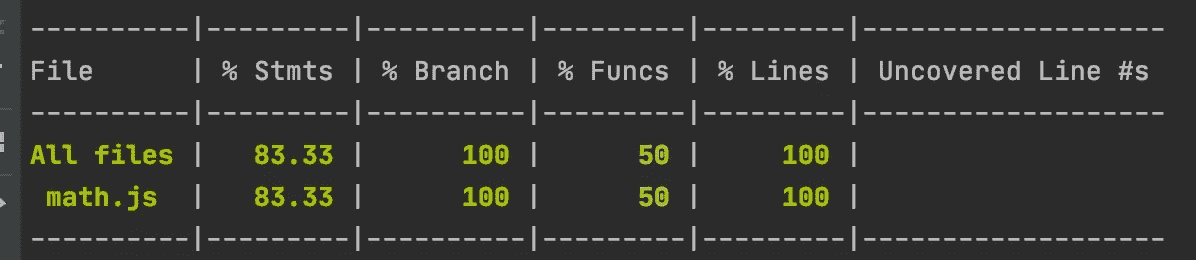 ----------|---------|----------|---------|---------|-------------------
File      | % Stmts | % Branch | % Funcs | % Lines | Uncovered Line #s
----------|---------|----------|---------|---------|-------------------
All files |   83.33 |      100 |      50 |     100 |
 math.js  |   83.33 |      100 |      50 |     100 |
----------|---------|----------|---------|---------|-------------------